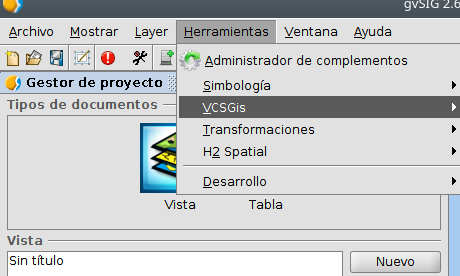 gvSIG 2.6
Archivo Mostrar Layer Herramientas Ventana Ayuda
Administrador de complementos
Gestor de proyecto
Simbología
Tipos de documentos
VCSGis
Transformaciones
H2 Spatial
Desarrollo
Vista Tabla
Vista
Sin título
Nuevo